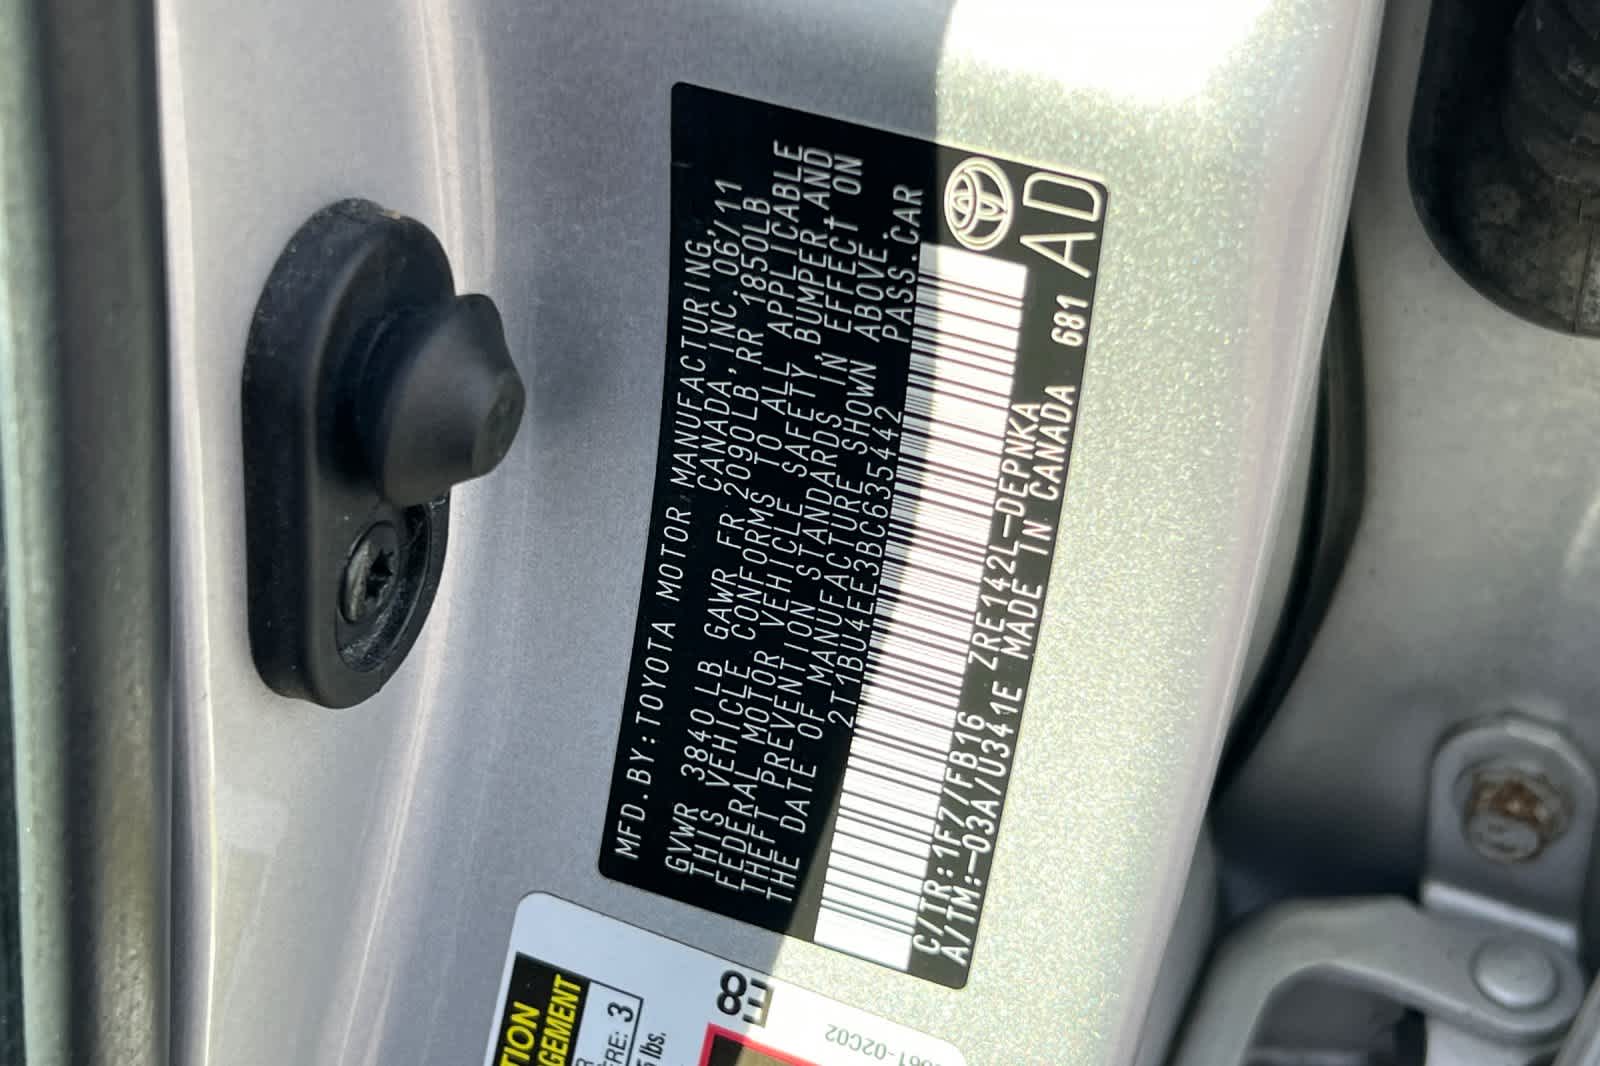 MFD.BY:TOYOTA MOTOR MANUFACTURING,
CANADA, INC. 06/11
GVWR 3840 LB GAWR FR 2090LB,RR 1850LB
THIS VEHICLE CONFORMS TO ALL APPLICABLE
FEDERAL MOTOR VEHICLE SAFETY,BUMPER,AND
THEFT PREVENTION STANDARDS IN EFFECT ON
THE DATE OF MANUFACTURE SHOWN ABOVE.
2T1BU4EE3BC635442 PASS.CAR
C/TR:1F7/FB16 ZRE142L-DEPNKA
A/TM:-03A/U341E MADE IN CANADA 681
AD
3
lbs.
02C02